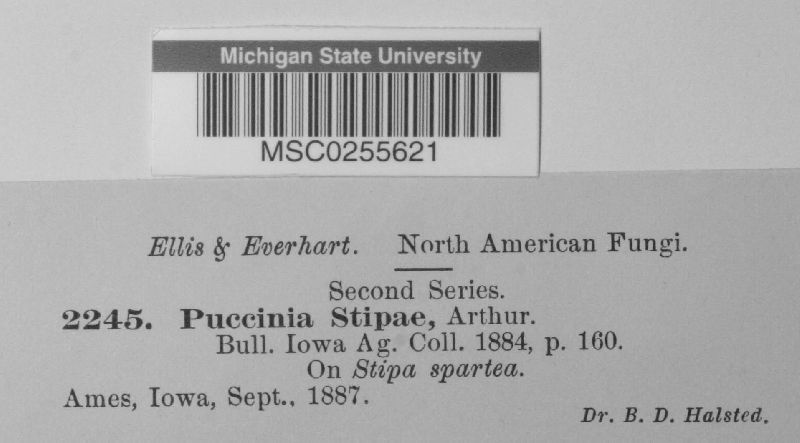 Michigan State University
MSC0255621
Ellis & Everhart. North American Fungi.
Second Series.
2245. Puccinia Stipae, Arthur.
Bull. Iowa Ag. Coll. 1884, p. 160.
On Stipa spartea.
Ames, Iowa, Sept.. 1887.
Dr. B. D. Halsted.